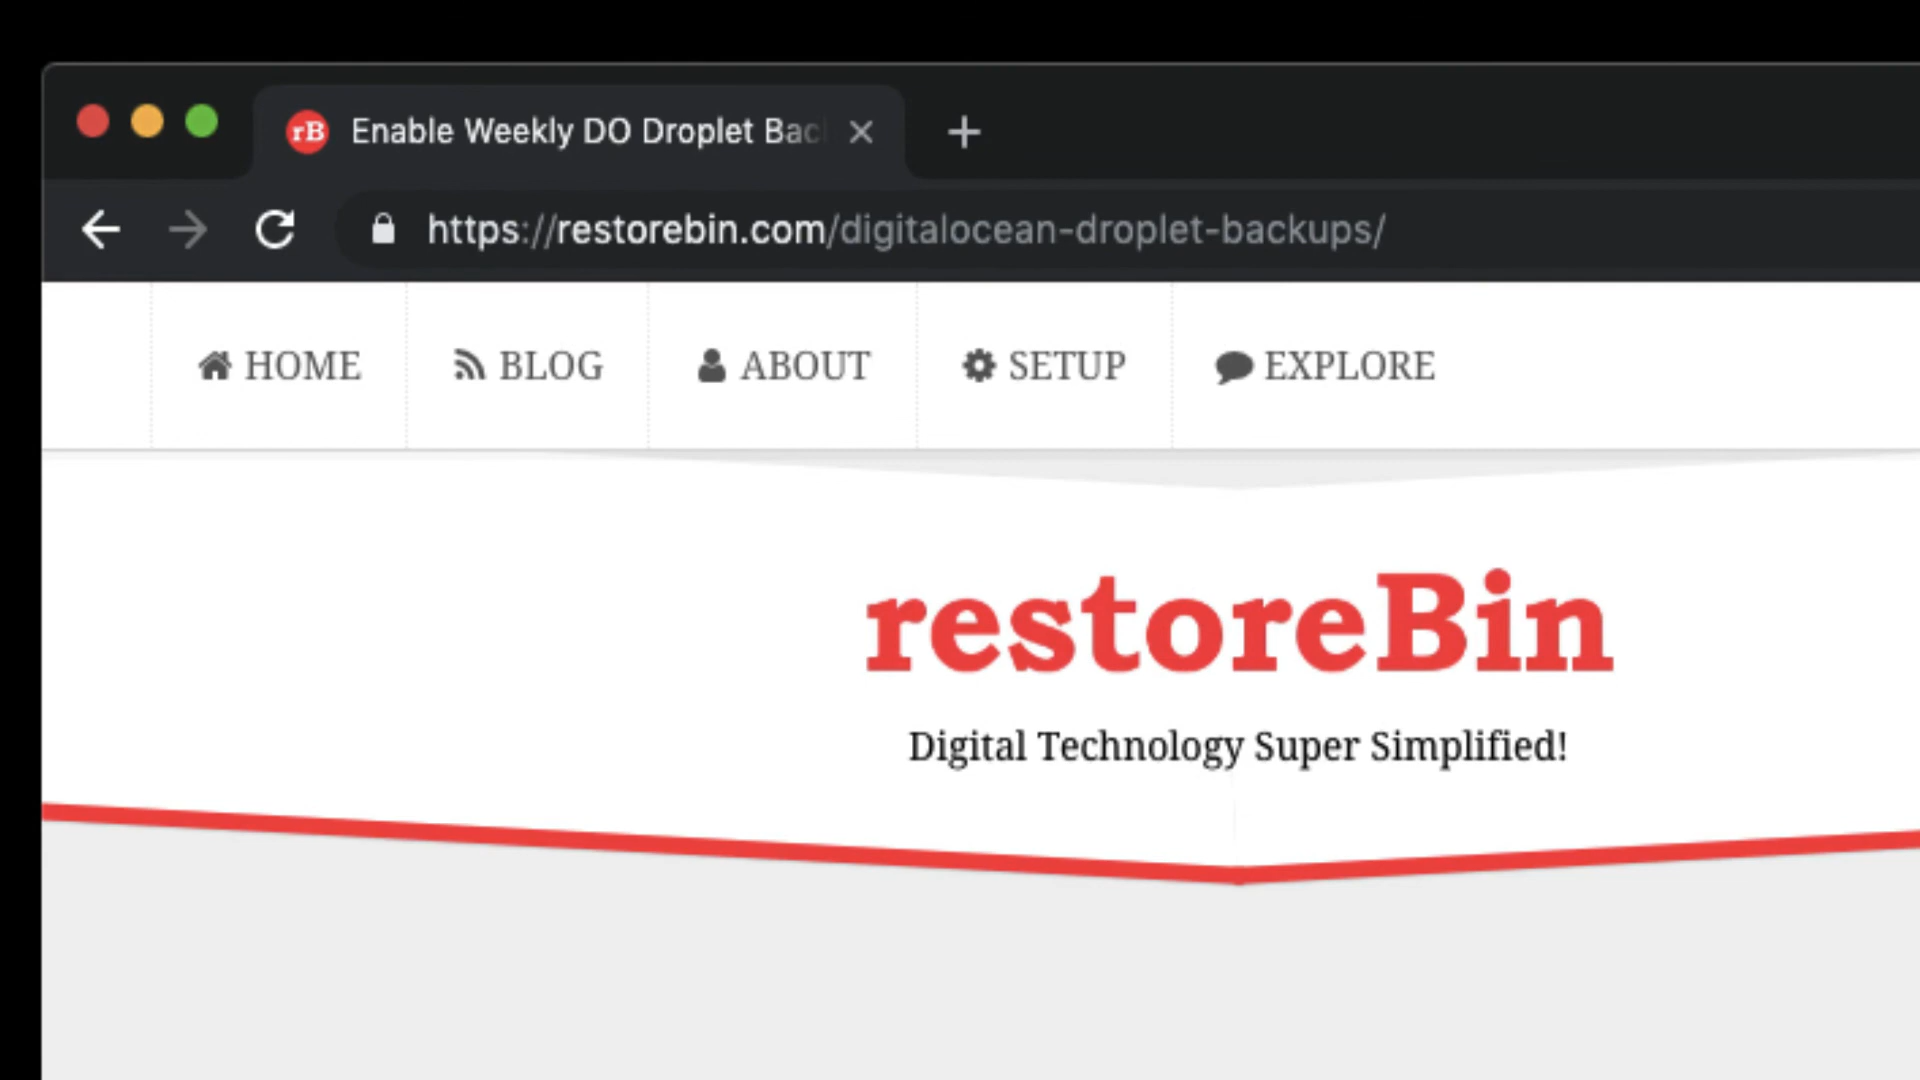 rB Enable Weekly DO Droplet Bac
https://restorebin.com/digitalocean-droplet-backups/
HOME BLOG ABOUT SETUP EXPLORE
restoreBin
Digital Technology Super Simplified!